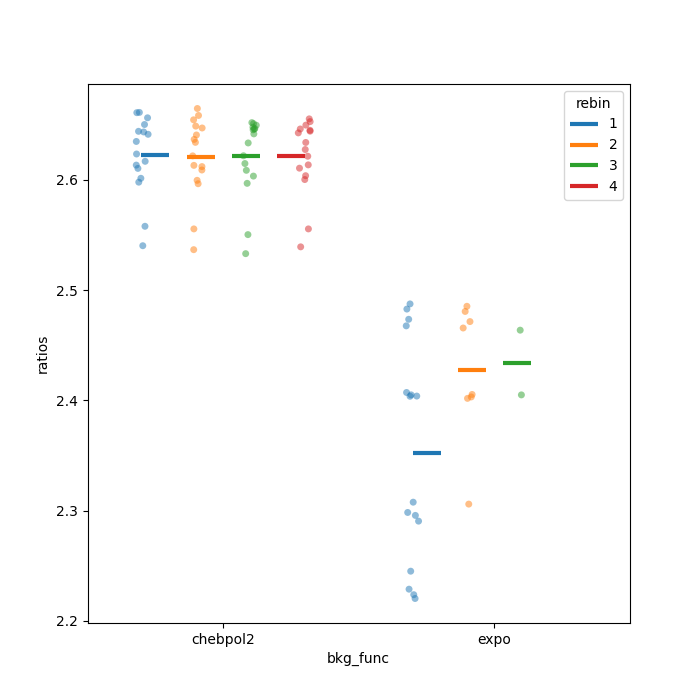 rebin
1
2
3
4
2.6
2.5
2.4
2.3
2.2
ratios
chebpol2
expo
bkg_func